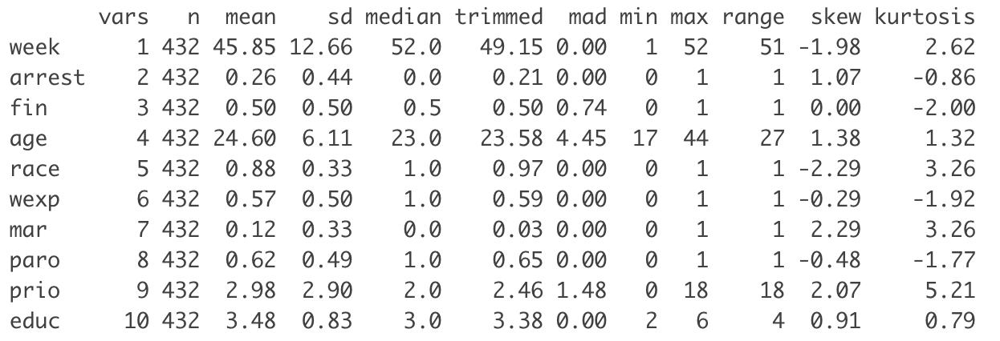 vars n mean sd median trimmed mad min max range skew kurtosis
week 1 432 45.85 12.66 52.0 49.15 0.00 1 52 51 -1.98 2.62
arrest 2 432 0.26 0.44 0.0 0.21 0.00 0 1 1 1.07 -0.86
fin 3 432 0.50 0.50 0.5 0.50 0.74 0 1 1 0.00 -2.00
age 4 432 24.60 6.11 23.0 23.58 4.45 17 44 27 1.38 1.32
race 5 432 0.88 0.33 1.0 0.97 0.00 0 1 1 -2.29 3.26
wexp 6 432 0.57 0.50 1.0 0.59 0.00 0 1 1 -0.29 -1.92
mar 7 432 0.12 0.33 0.0 0.03 0.00 0 1 1 2.29 3.26
paro 8 432 0.62 0.49 1.0 0.65 0.00 0 1 1 -0.48 -1.77
prio 9 432 2.98 2.90 2.0 2.46 1.48 0 18 18 2.07 5.21
educ 10 432 3.48 0.83 3.0 3.38 0.00 2 6 4 0.91 0.79